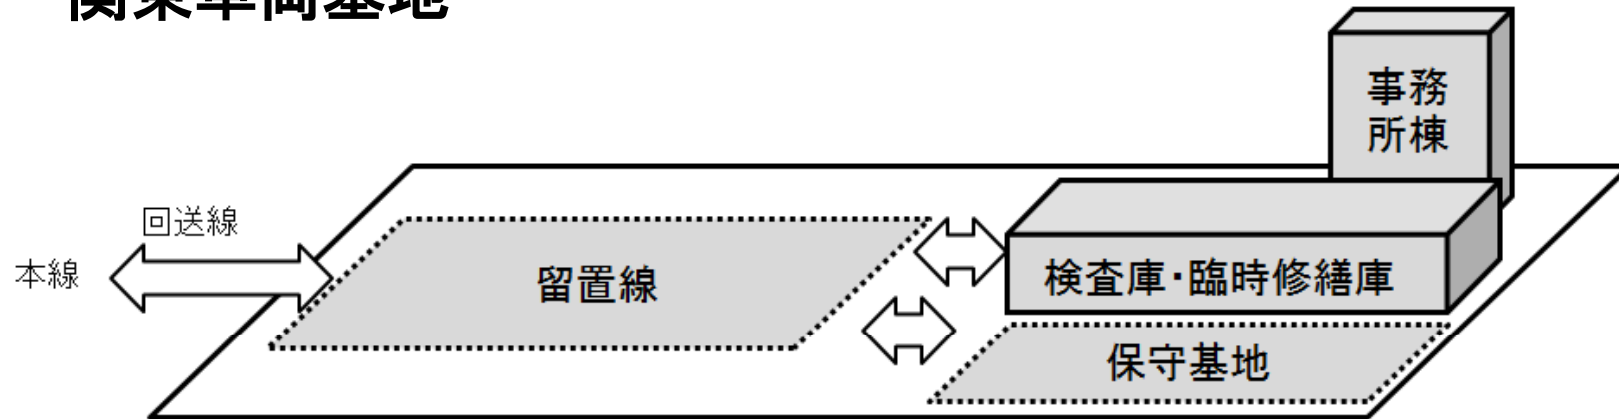 関東車両基地
事務
所棟
回送線
本線
留置線
検査庫・臨時修繕庫
保守基地